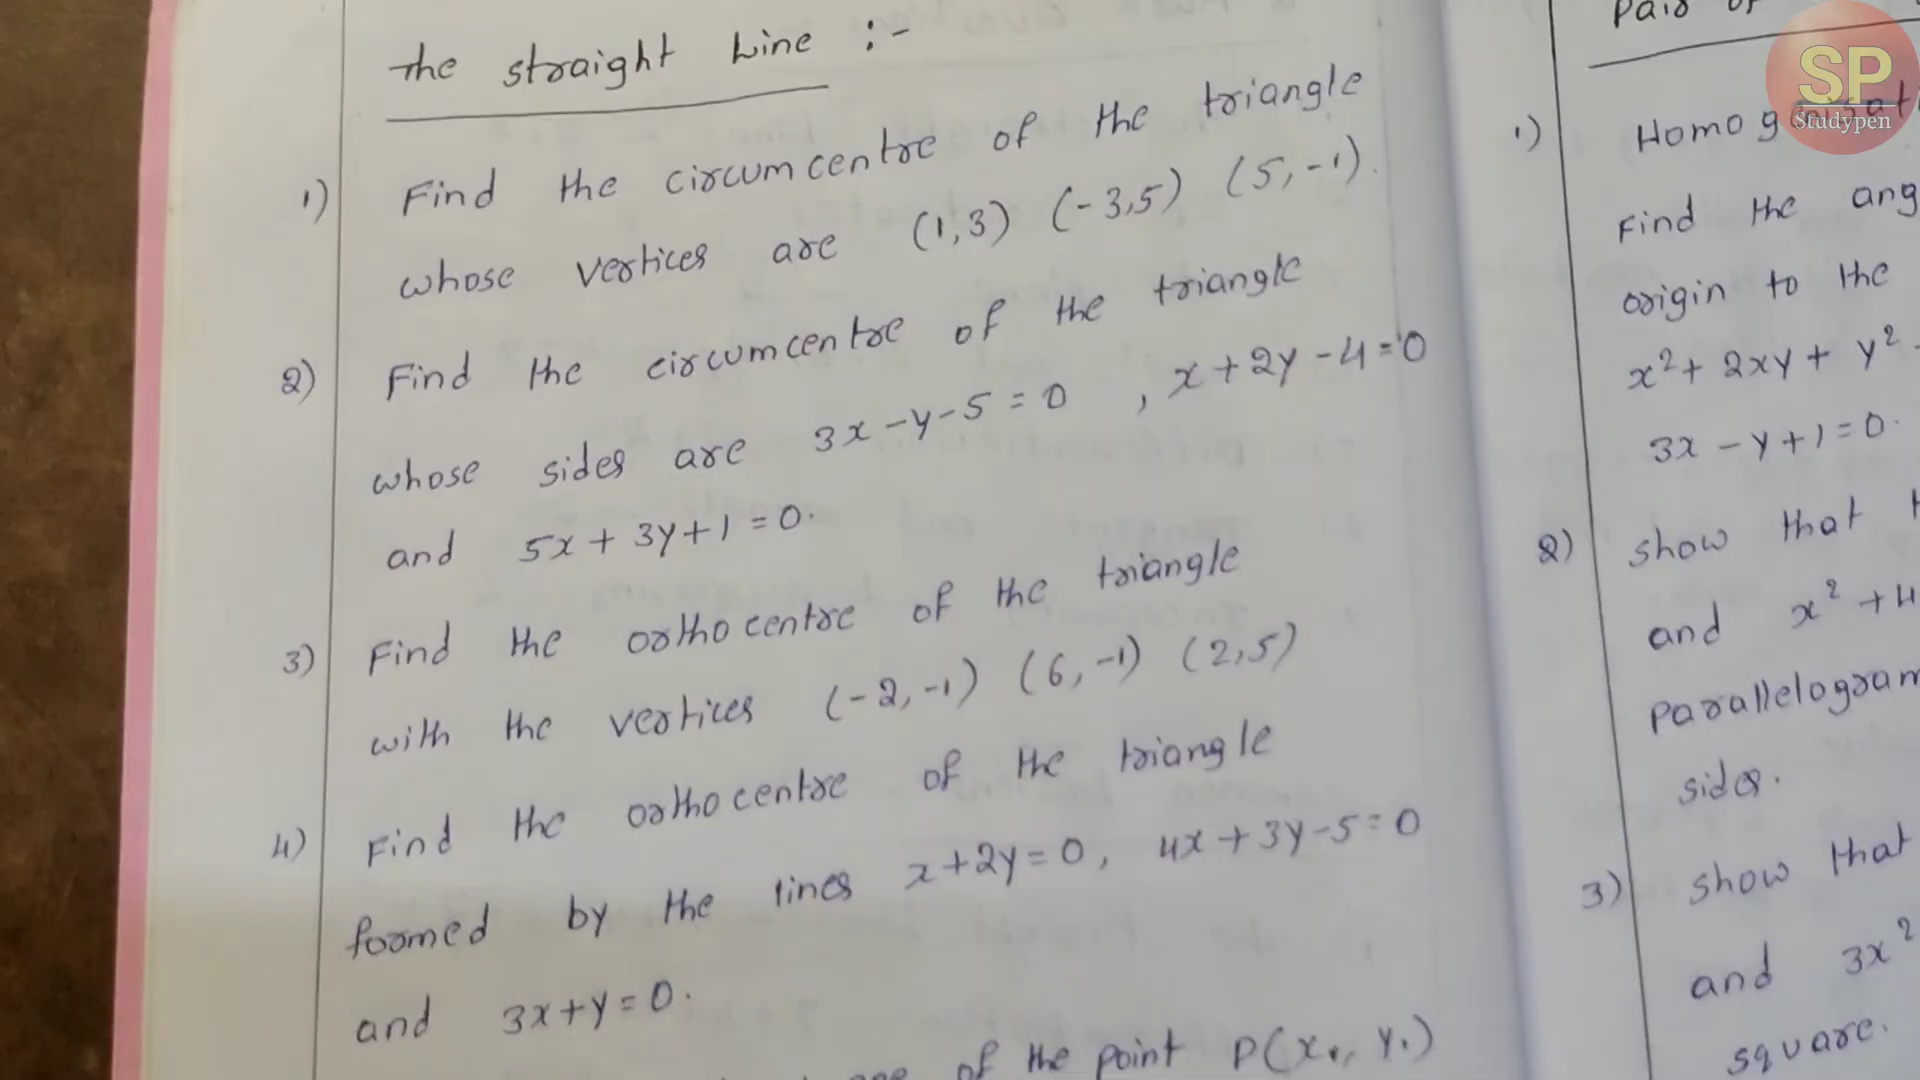 The straight Line :-
1) Find the circumcentre of the triangle
whose vertices are (1,3) (-3,5) (5,-1).
2) Find the circumcentre of the triangle
whose sides are 3x-y-5=0 , x+2y-4=0
and 5x+3y+1=0.
3) Find the orthocentre of the triangle
with the vertices (-2,-1) (6,-1) (2,5)
4) Find the orthocentre of the triangle
formed by the lines x+2y=0, 4x+3y-5=0
and 3x+y=0.
of the point P(x₁, y₁)
Pair of
1)
Find the ang
origin to the
x²+ 2xy + y²
3x-y+1=0.
2) show that
and x²+4
Parallelogram
sides.
3) show that
and 3x²
square.
SP
Studypen